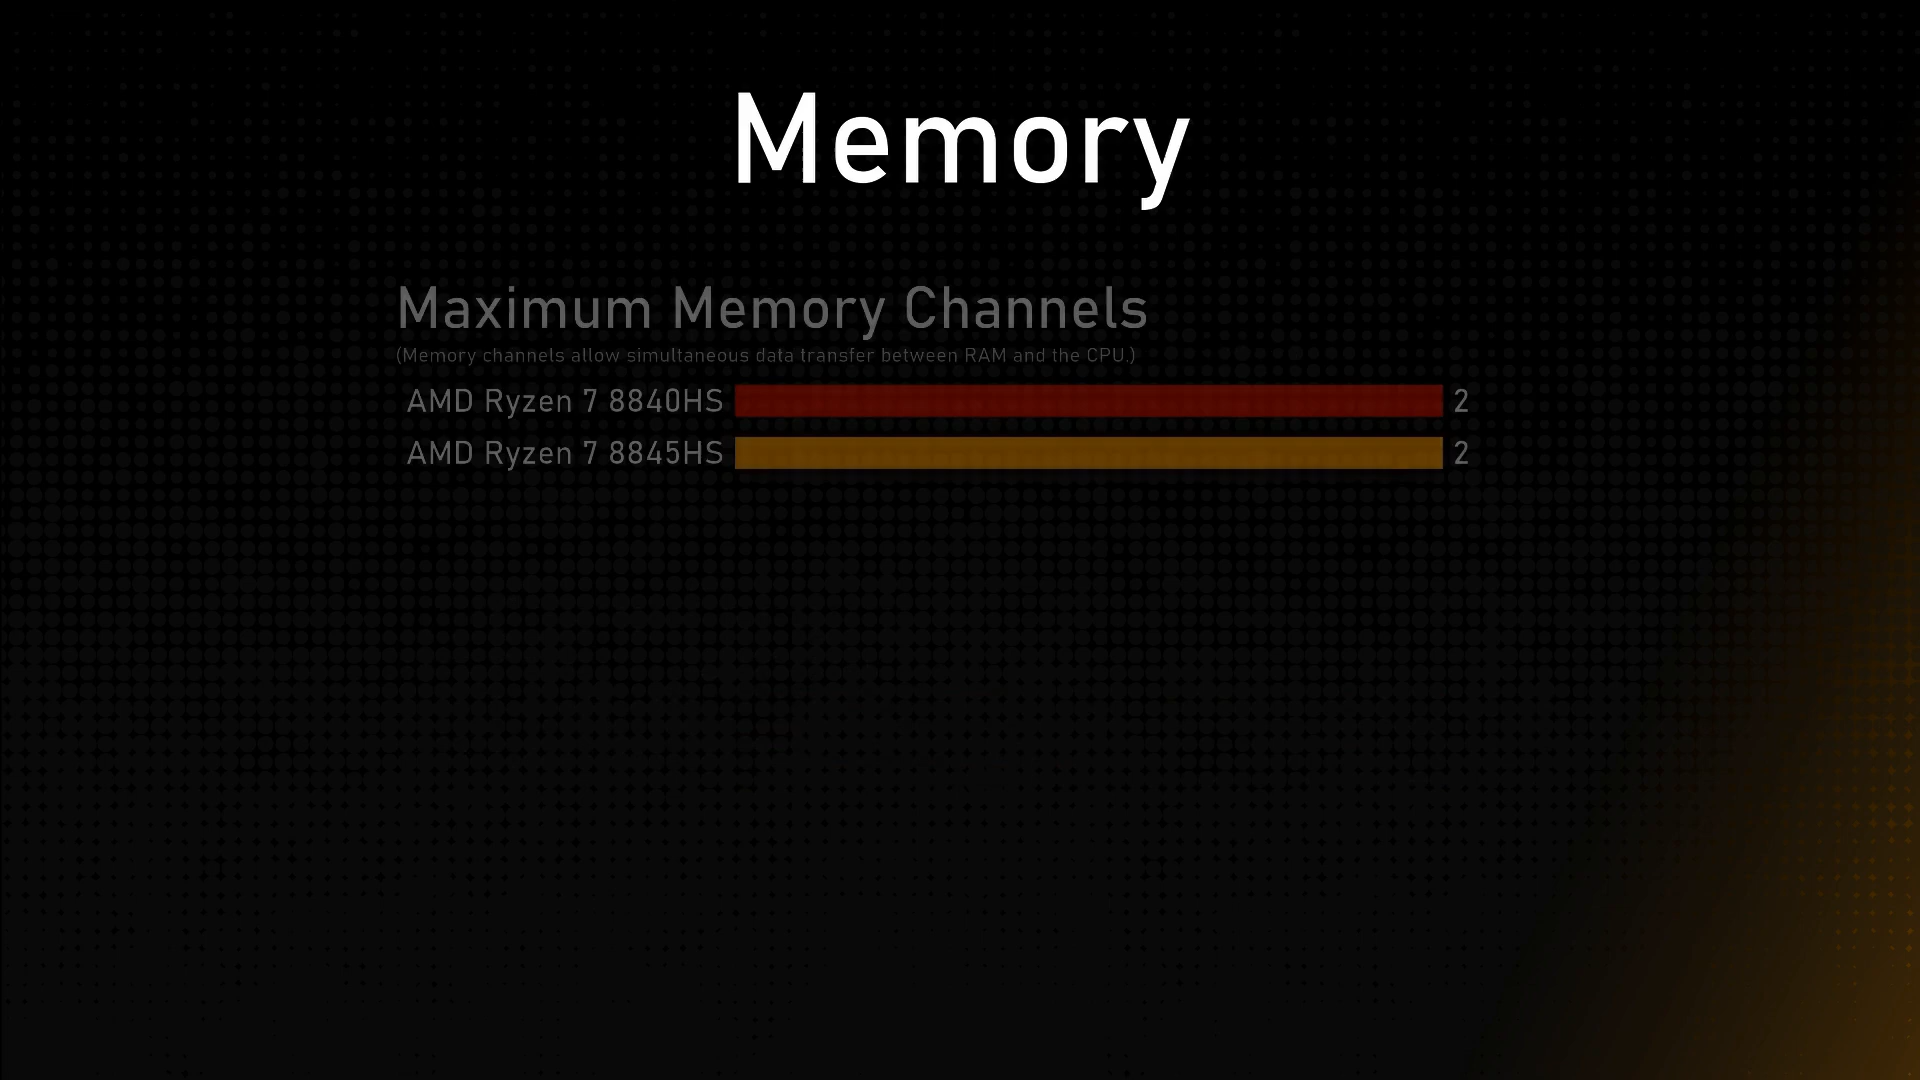 Memory
Maximum Memory Channels
(Memory channels allow simultaneous data transfer between RAM and the CPU.)
AMD Ryzen 7 8840HS 2
AMD Ryzen 7 8845HS 2